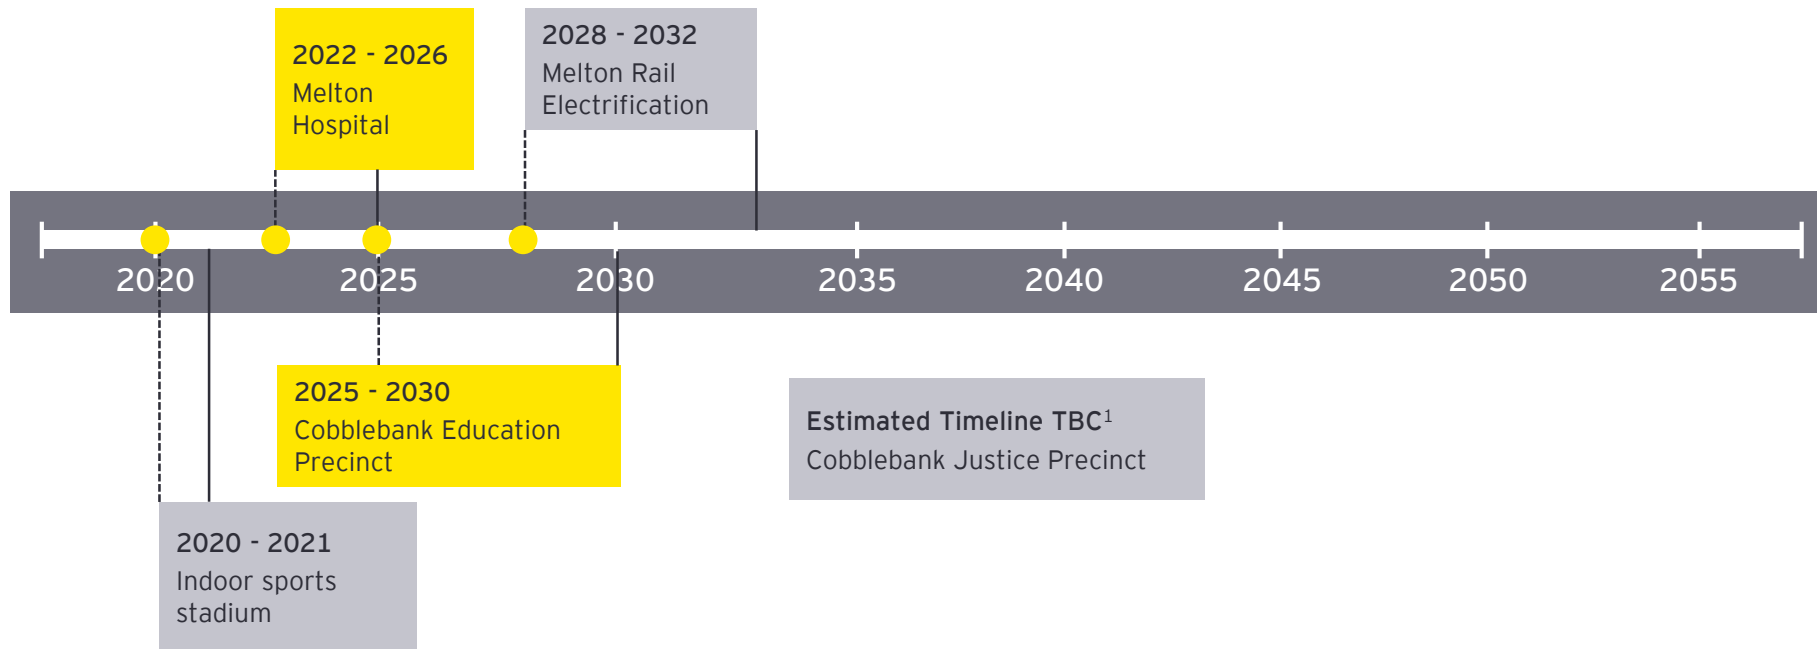 2022 - 2026
Melton
Hospital
2028 - 2032
Melton Rail
Electrification
2020
2025
2030
2035
2040
2045
2050
2055
2025 - 2030
Cobblebank Education
Precinct
Estimated Timeline TBC¹
Cobblebank Justice Precinct
2020 - 2021
Indoor sports
stadium